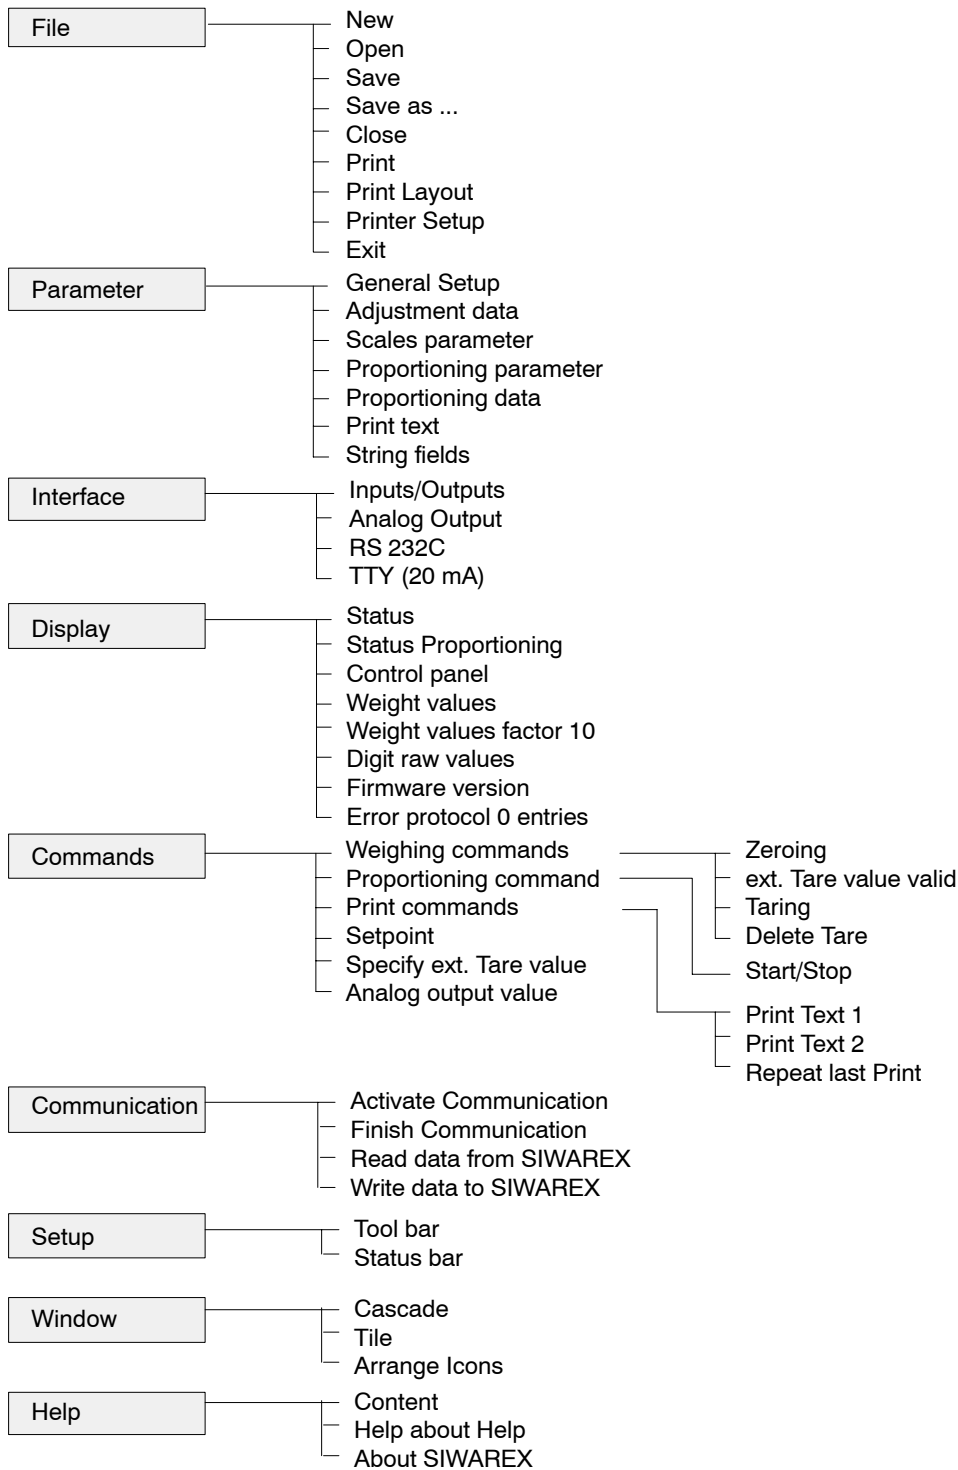 File
New
Open
Save
Save as ...
Close
Print
Print Layout
Printer Setup
Exit
Parameter
General Setup
Adjustment data
Scales parameter
Proportioning parameter
Proportioning data
Print text
String fields
Interface
Inputs/Outputs
Analog Output
RS 232C
TTY (20 mA)
Display
Status
Status Proportioning
Control panel
Weight values
Weight values factor 10
Digit raw values
Firmware version
Error protocol 0 entries
Commands
Weighing commands
Proportioning command
Print commands
Setpoint
Specify ext. Tare value
Analog output value
Zeroing
ext. Tare value valid
Taring
Delete Tare
Start/Stop
Print Text 1
Print Text 2
Repeat last Print
Communication
Activate Communication
Finish Communication
Read data from SIWAREX
Write data to SIWAREX
Setup
Tool bar
Status bar
Window
Cascade
Tile
Arrange Icons
Help
Content
Help about Help
About SIWAREX